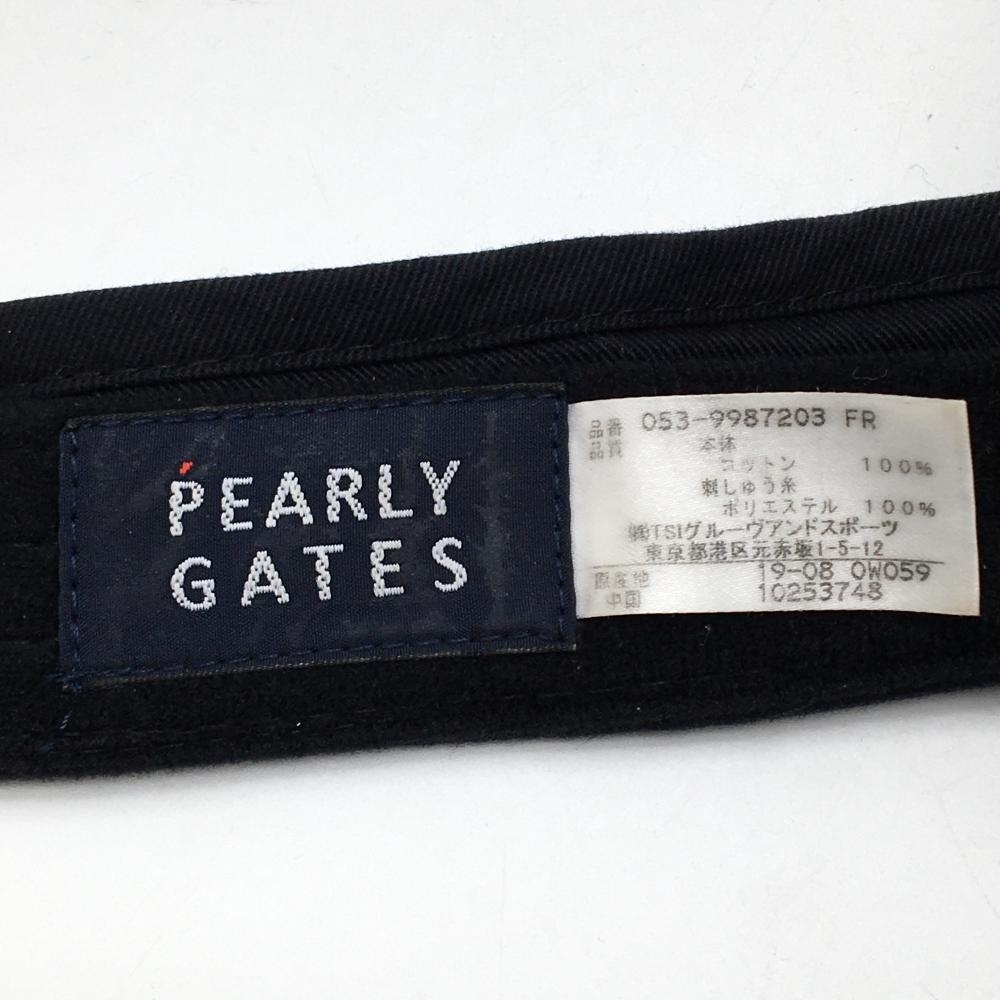 PEARLY
GATES
品番 053-9987203 FR
品質 本体
コットン 100%
刺しゅう糸
ポリエステル 100%
㈱TSIグルーヴアンドスポーツ
東京都港区元赤坂1-5-12
原産地 19-08 0W059
中国 10253748